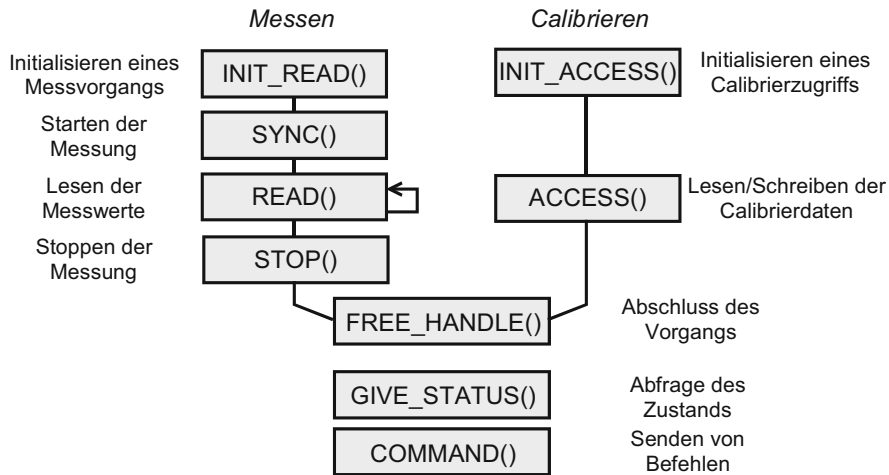 Messen
Calibrieren
Initialisieren eines
Messvorgangs
INIT_READ()
INIT_ACCESS()
Initialisieren eines
Calibrierzugriffs
Starten der
Messung
SYNC()
Lesen der
Messwerte
READ()
ACCESS()
Lesen/Schreiben der
Calibrierdaten
Stoppen der
Messung
STOP()
FREE_HANDLE()
Abschluss des
Vorgangs
GIVE_STATUS()
Abfrage des
Zustands
COMMAND()
Senden von
Befehlen